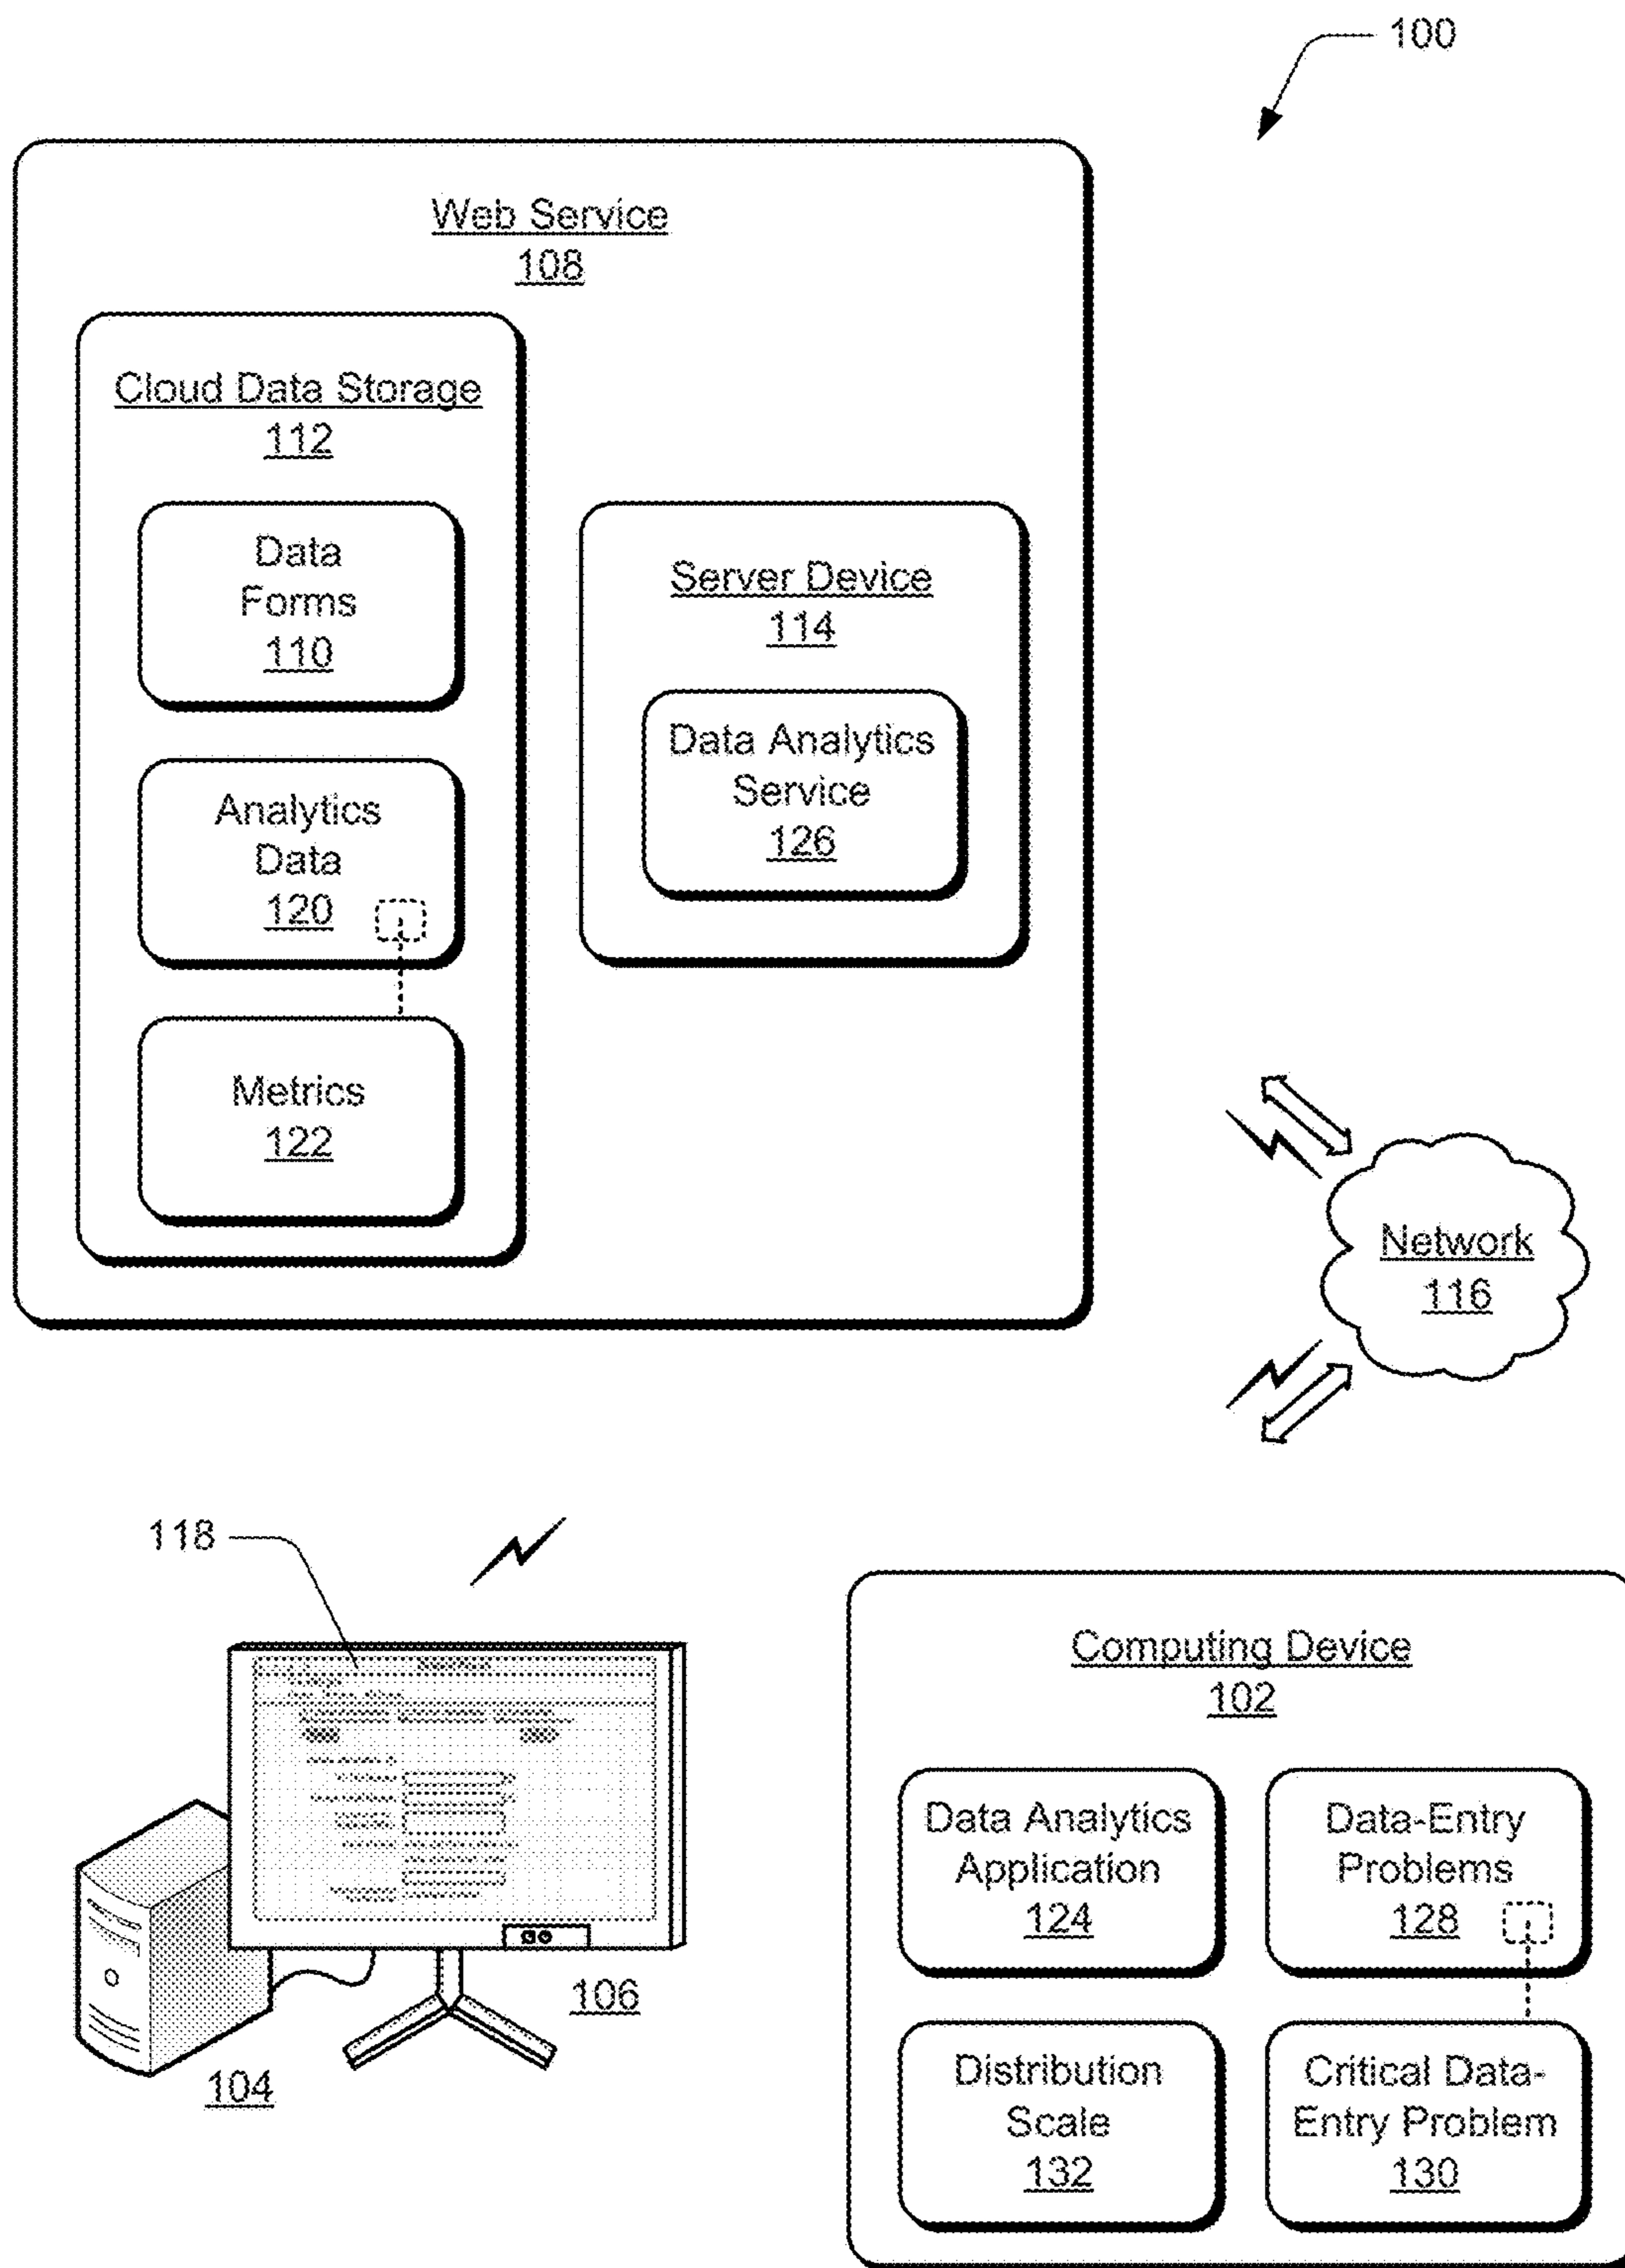 100
Web Service
108
Cloud Data Storage
112
Data
Forms
110
Analytics
Data
120
Metrics
122
Server Device
114
Data Analytics
Service
126
Network
116
118
106
104
Computing Device
102
Data Analytics
Application
124
Data-Entry
Problems
128
Distribution
Scale
132
Critical Data-
Entry Problem
130